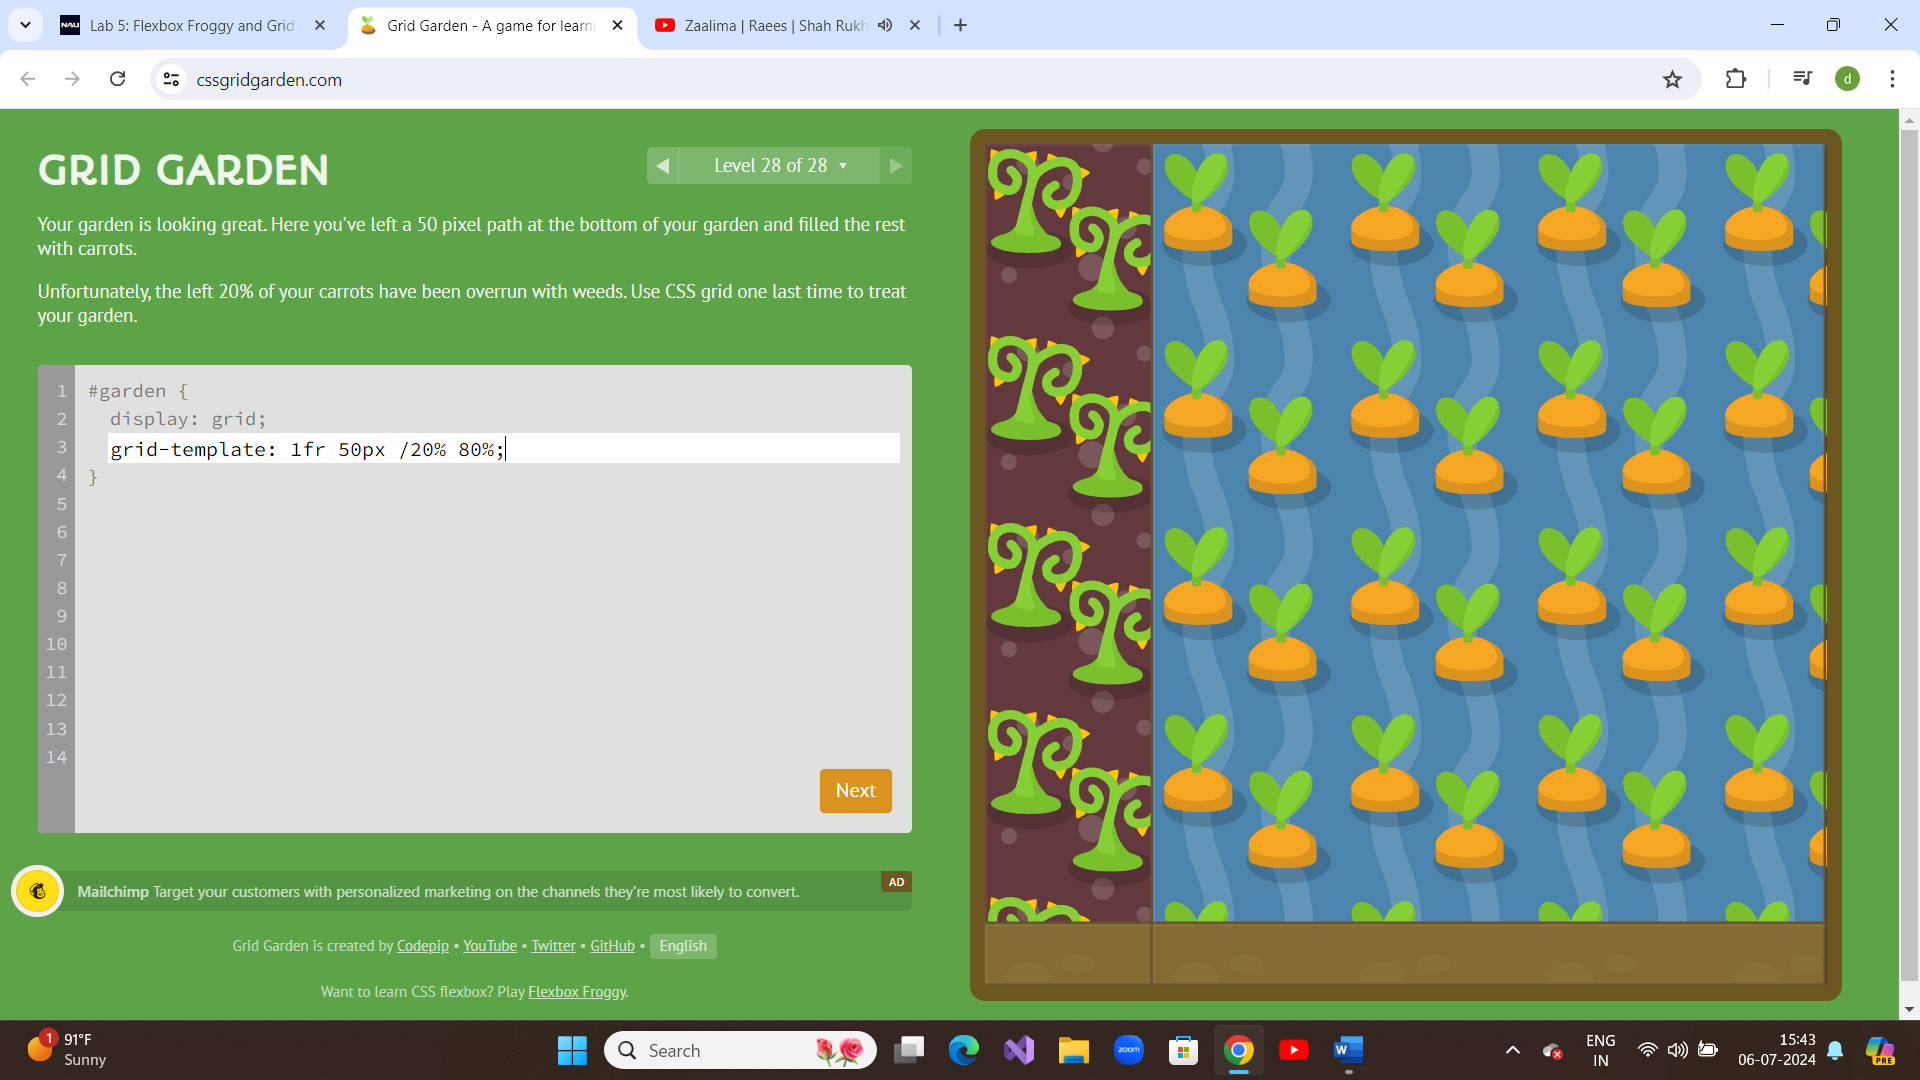 NAU Lab 5: Flexbox Froggy and Grid
Grid Garden - A game for learni
Zaalima | Raees | Shah Rukh
cssgridgarden.com
d
GRID GARDEN
Level 28 of 28
Your garden is looking great. Here you've left a 50 pixel path at the bottom of your garden and filled the rest
with carrots.
Unfortunately, the left 20% of your carrots have been overrun with weeds. Use CSS grid one last time to treat
your garden.
1 #garden {
2 display: grid;
3 grid-template: 1fr 50px /20% 80%;
4 }
5
6
7
8
9
10
11
12
13
14
Next
AD
Mailchimp Target your customers with personalized marketing on the channels they're most likely to convert.
Grid Garden is created by Codepip • YouTube • Twitter • GitHub • English
Want to learn CSS flexbox? Play Flexbox Froggy.
1
91°F
Sunny
Search
zoom
W
ENG
IN
15:43
06-07-2024
PRE